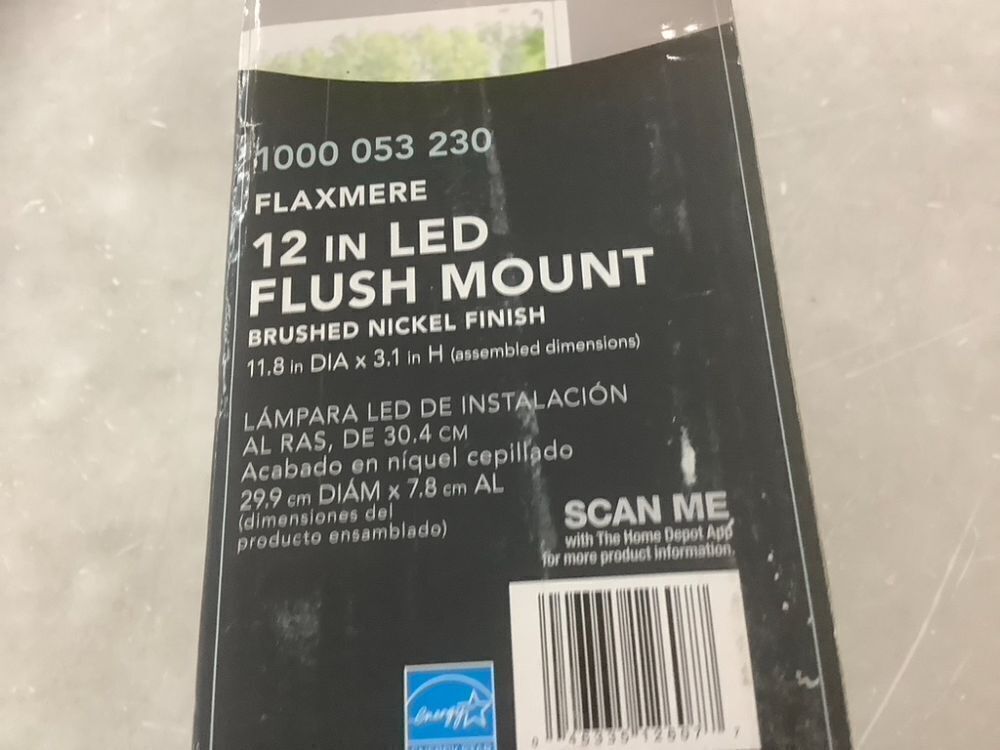 1000 053 230
FLAXMERE
12 IN LED
FLUSH MOUNT
BRUSHED NICKEL FINISH
11.8 in DIA x 3.1 in H (assembled dimensions)
LÁMPARA LED DE INSTALACIÓN
AL RAS, DE 30.4 CM
Acabado en níquel cepillado
29.9 cm DIÁM x 7.8 cm AL
(dimensiones del
producto ensamblado)
SCAN ME
with The Home Depot App
for more product information.
energy
ENERGY STAR